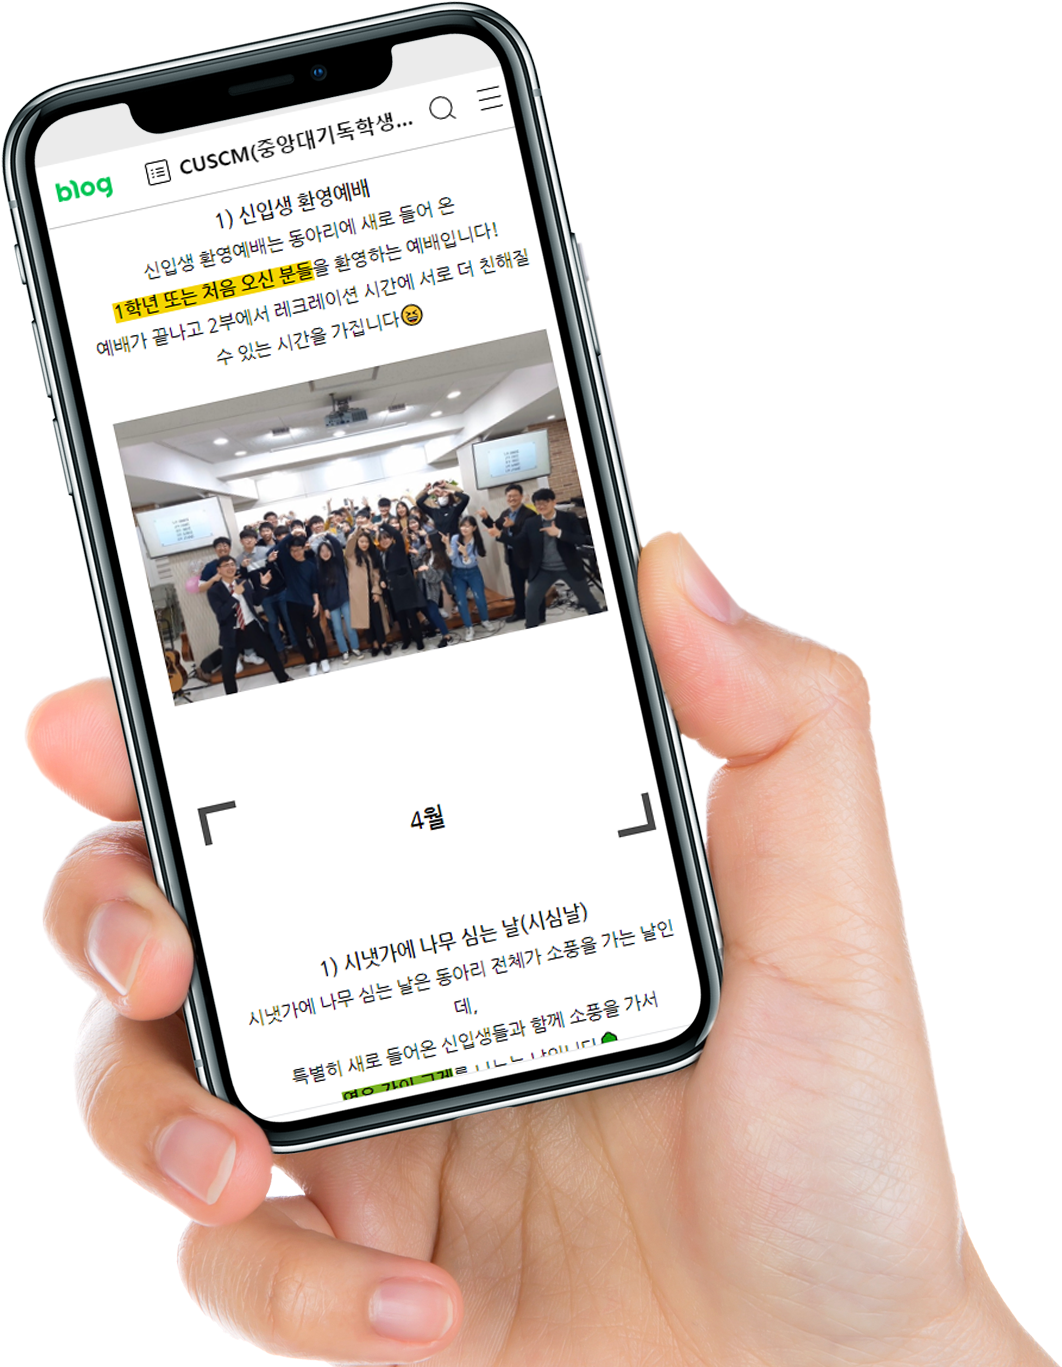 blog
CUSCM(중앙대기독학생...
1) 신입생 환영예배
신입생 환영예배는 동아리에 새로 들어 온
1학년 또는 처음 오신 분들을 환영하는 예배입니다!
예배가 끝나고 2부에서 레크레이션 시간에 서로 더 친해질
수 있는 시간을 가집니다😆
4월
1) 시냇가에 나무 심는 날(시심날)
시냇가에 나무 심는 날은 동아리 전체가 소풍을 가는 날인
데,
특별히 새로 들어온 신입생들과 함께 소풍을 가서